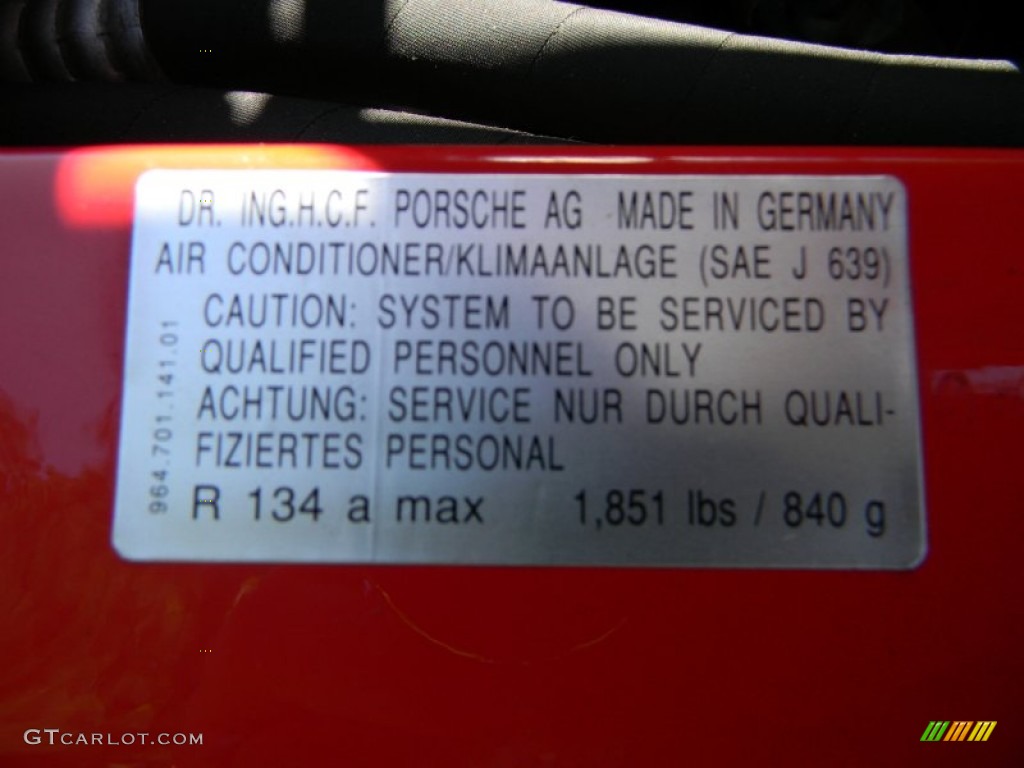 DR. ING.H.C.F. PORSCHE AG MADE IN GERMANY
AIR CONDITIONER/KLIMAANLAGE (SAE J 639)
CAUTION: SYSTEM TO BE SERVICED BY
QUALIFIED PERSONNEL ONLY
ACHTUNG: SERVICE NUR DURCH QUALI-
FIZIERTES PERSONAL
R 134 a max 1,851 lbs / 840 g
964.701.141.01
GTCARLOT.COM